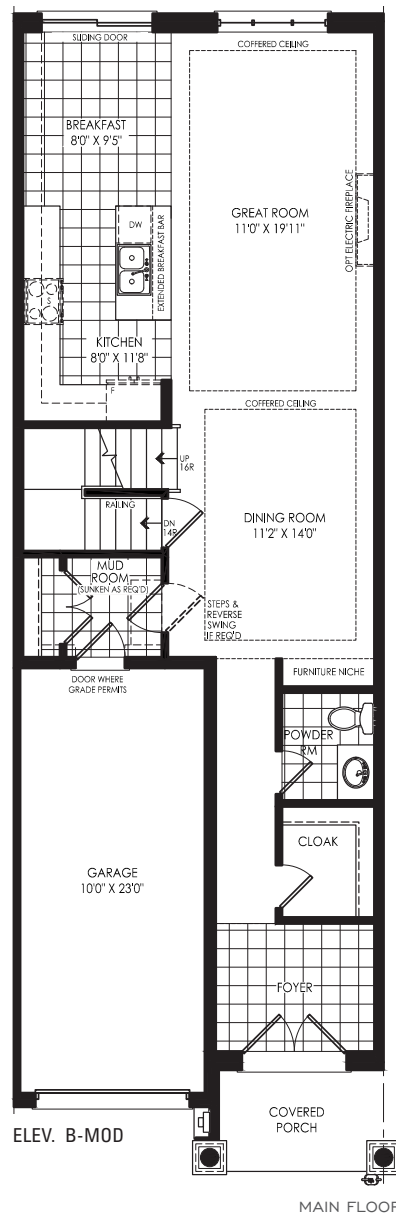 SLIDING DOOR
COFFERED CEILING
BREAKFAST
8'0" X 9'5"
GREAT ROOM
11'0" X 19'11"
OPT ELECTRIC FIREPLACE
DW
EXTENDED BREAKFAST BAR
S
KITCHEN
8'0" X 11'8"
F
COFFERED CEILING
UP
16R
RAILING
DN
14R
DINING ROOM
11'2" X 14'0"
MUD
ROOM
(SUNKEN AS REQ'D)
STEPS &
REVERSE
SWING
IF REQ'D
DOOR WHERE
GRADE PERMITS
FURNITURE NICHE
POWDER
RM
CLOAK
GARAGE
10'0" X 23'0"
FOYER
COVERED
PORCH
ELEV. B-MOD
MAIN FLOOR